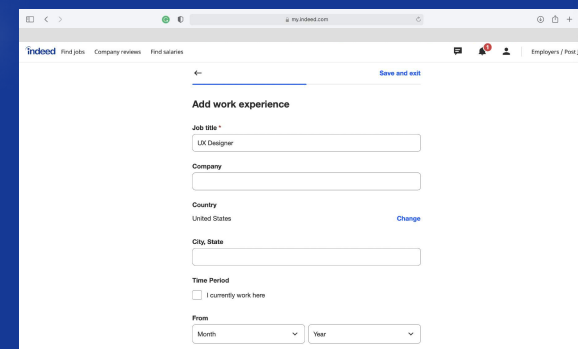 my.indeed.com
indeed Find jobs Company reviews Find salaries 1 Employers / Post
Save and exit
Add work experience
Job title *
UX Designer
Company
Country
United States Change
City, State
Time Period
I currently work here
From
Month Year